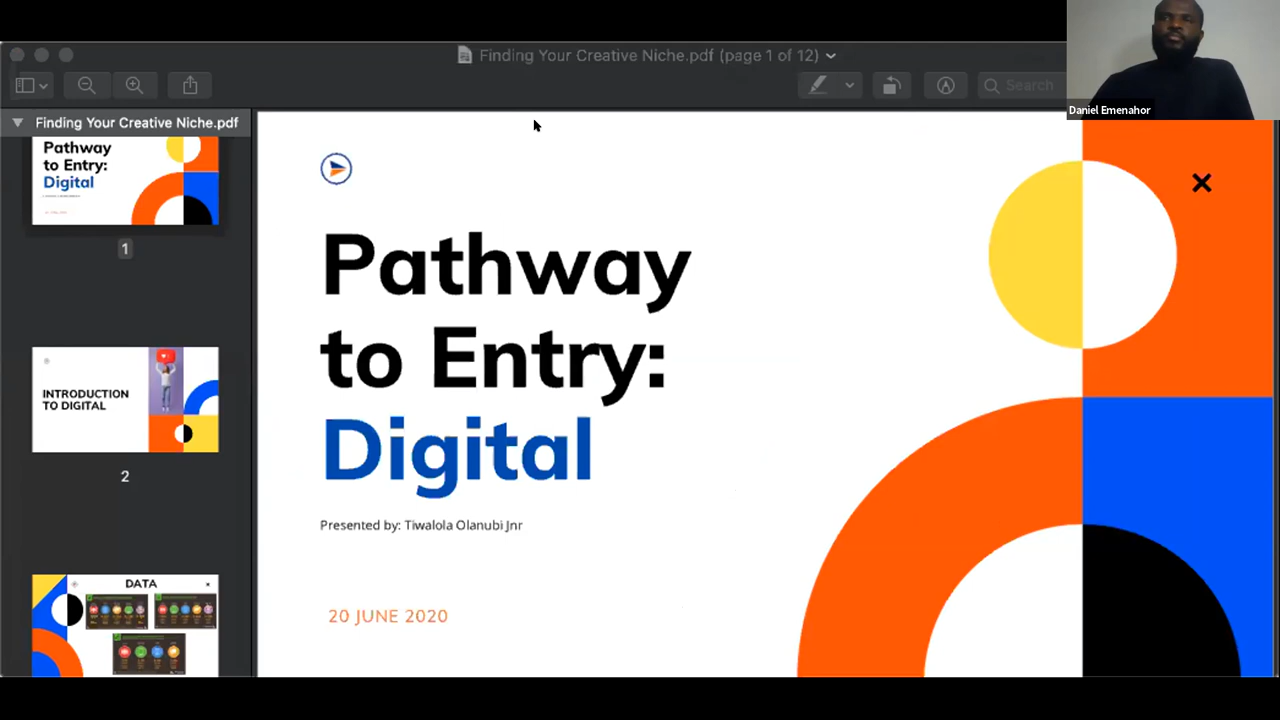 Finding Your Creative Niche.pdf (page 1 of 12)
Search
Daniel Emenahor
Finding Your Creative Niche.pdf
Pathway
to Entry:
Digital
1
INTRODUCTION
TO DIGITAL
2
DATA
Pathway
to Entry:
Digital
Presented by: Tiwalola Olanubi Jnr
20 JUNE 2020